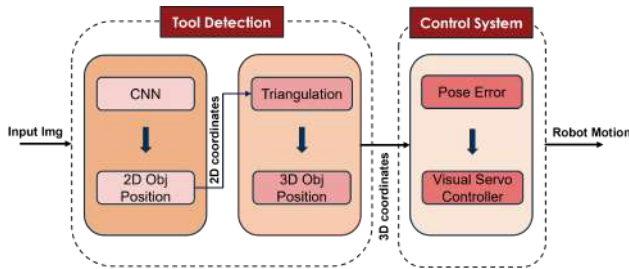 Tool Detection
Control System
Input Img
CNN
2D Obj
Position
2D coordinates
Triangulation
3D Obj
Position
3D coordinates
Pose Error
Visual Servo
Controller
Robot Motion